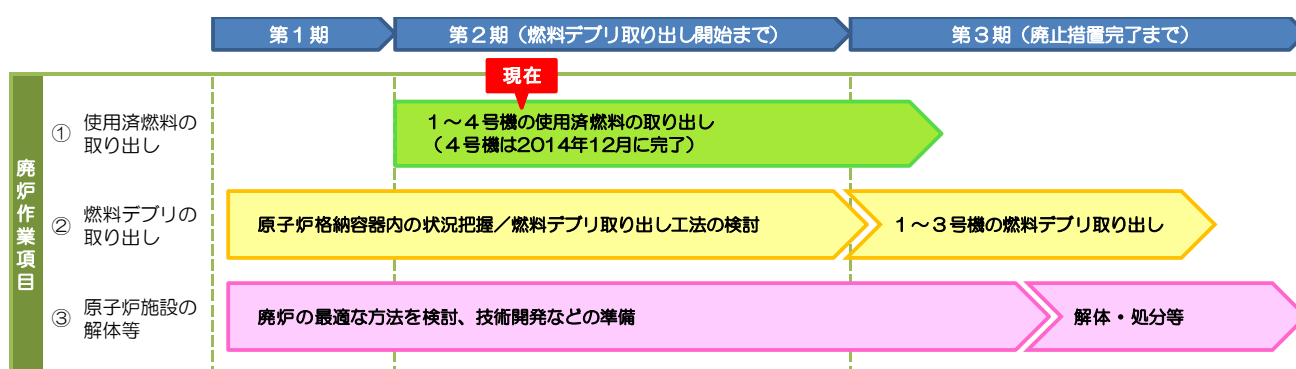 第１期
第２期（燃料デブリ取り出し開始まで）
第３期（廃止措置完了まで）
現在
廃炉作業項目
① 使用済燃料の
取り出し
１～４号機の使用済燃料の取り出し
（４号機は2014年12月に完了）
② 燃料デブリの
取り出し
原子炉格納容器内の状況把握／燃料デブリ取り出し工法の検討
１～３号機の燃料デブリ取り出し
③ 原子炉施設の
解体等
廃炉の最適な方法を検討、技術開発などの準備
解体・処分等